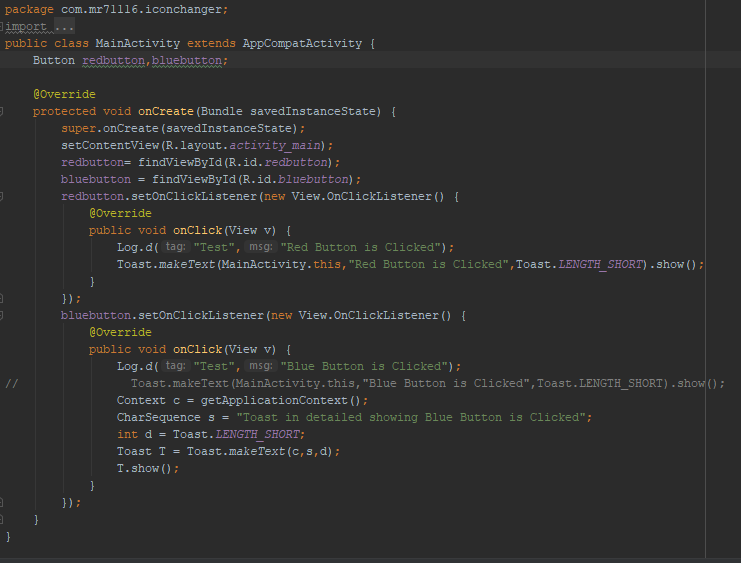 package com.mr71116.iconchanger;
import ...
public class MainActivity extends AppCompatActivity {
    Button redbutton,bluebutton;

    @Override
    protected void onCreate(Bundle savedInstanceState) {
        super.onCreate(savedInstanceState);
        setContentView(R.layout.activity_main);
        redbutton= findViewById(R.id.redbutton);
        bluebutton = findViewById(R.id.bluebutton);
        redbutton.setOnClickListener(new View.OnClickListener() {
            @Override
            public void onClick(View v) {
                Log.d( tag: "Test", msg: "Red Button is Clicked");
                Toast.makeText(MainActivity.this,"Red Button is Clicked",Toast.LENGTH_SHORT).show();
            }
        });
        bluebutton.setOnClickListener(new View.OnClickListener() {
            @Override
            public void onClick(View v) {
                Log.d( tag: "Test", msg: "Blue Button is Clicked");
//                Toast.makeText(MainActivity.this,"Blue Button is Clicked",Toast.LENGTH_SHORT).show();
                Context c = getApplicationContext();
                CharSequence s = "Toast in detailed showing Blue Button is Clicked";
                int d = Toast.LENGTH_SHORT;
                Toast T = Toast.makeText(c,s,d);
                T.show();
            }
        });
    }
}